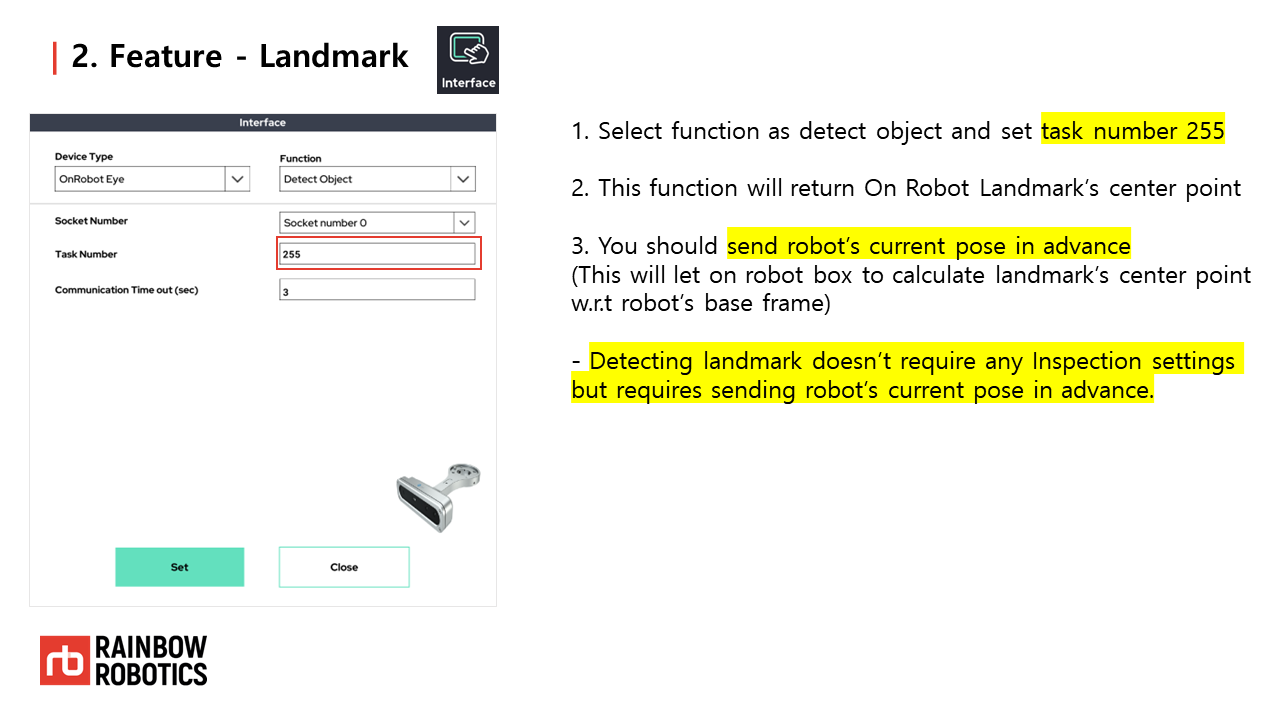 2. Feature - Landmark
Interface
Interface
Device Type
Function
OnRobot Eye
Detect Object
Socket Number
Socket number 0
Task Number
255
Communication Time out (sec)
3
Set
Close
1. Select function as detect object and set task number 255
2. This function will return On Robot Landmark’s center point
3. You should send robot’s current pose in advance
(This will let on robot box to calculate landmark’s center point
w.r.t robot’s base frame)
- Detecting landmark doesn’t require any Inspection settings
but requires sending robot’s current pose in advance.
rb
RAINBOW
ROBOTICS